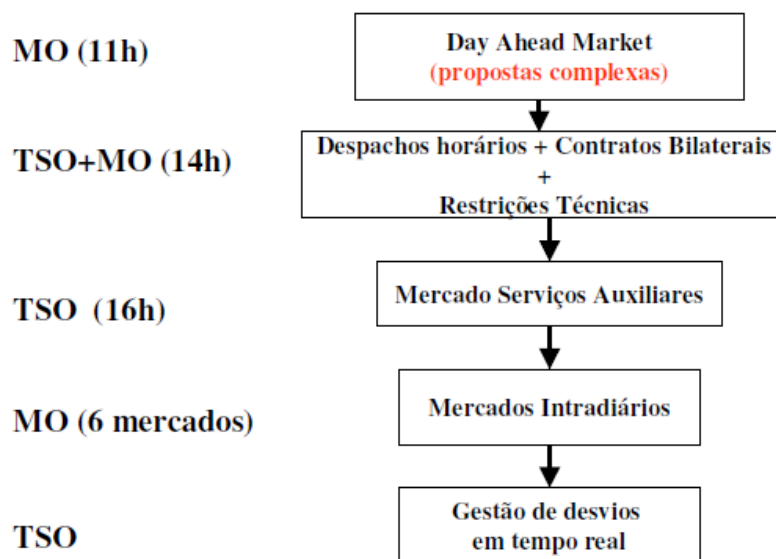 MO (11h)
Day Ahead Market
(propostas complexas)
TSO+MO (14h)
Despachos horários + Contratos Bilaterais
+
Restrições Técnicas
TSO (16h)
Mercado Serviços Auxiliares
MO (6 mercados)
Mercados Intradiários
TSO
Gestão de desvios
em tempo real